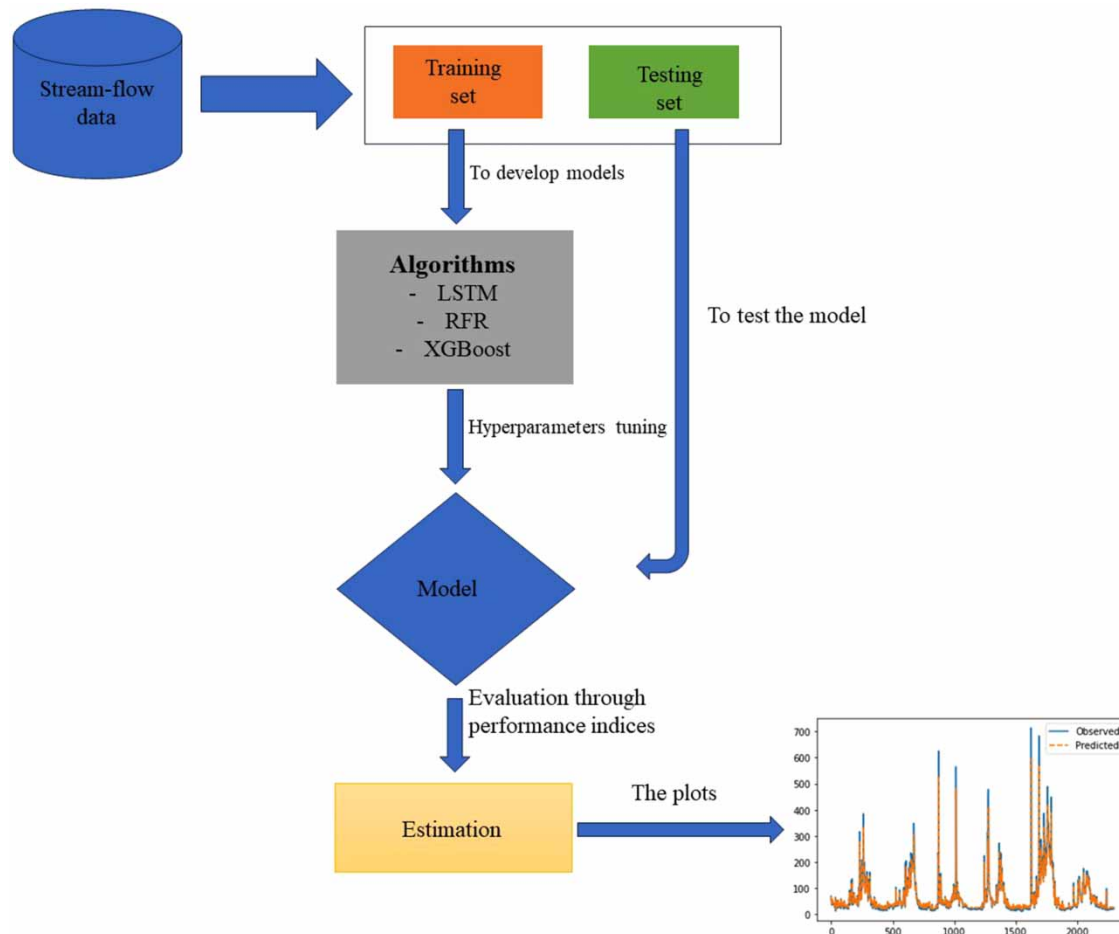 Stream-flow
data
Training
set
Testing
set
To develop models
Algorithms
- LSTM
- RFR
- XGBoost
To test the model
Hyperparameters tuning
Model
Evaluation through
performance indices
Estimation
The plots
Observed
Predicted
700
600
500
400
300
200
100
0
0
500
1000
1500
2000